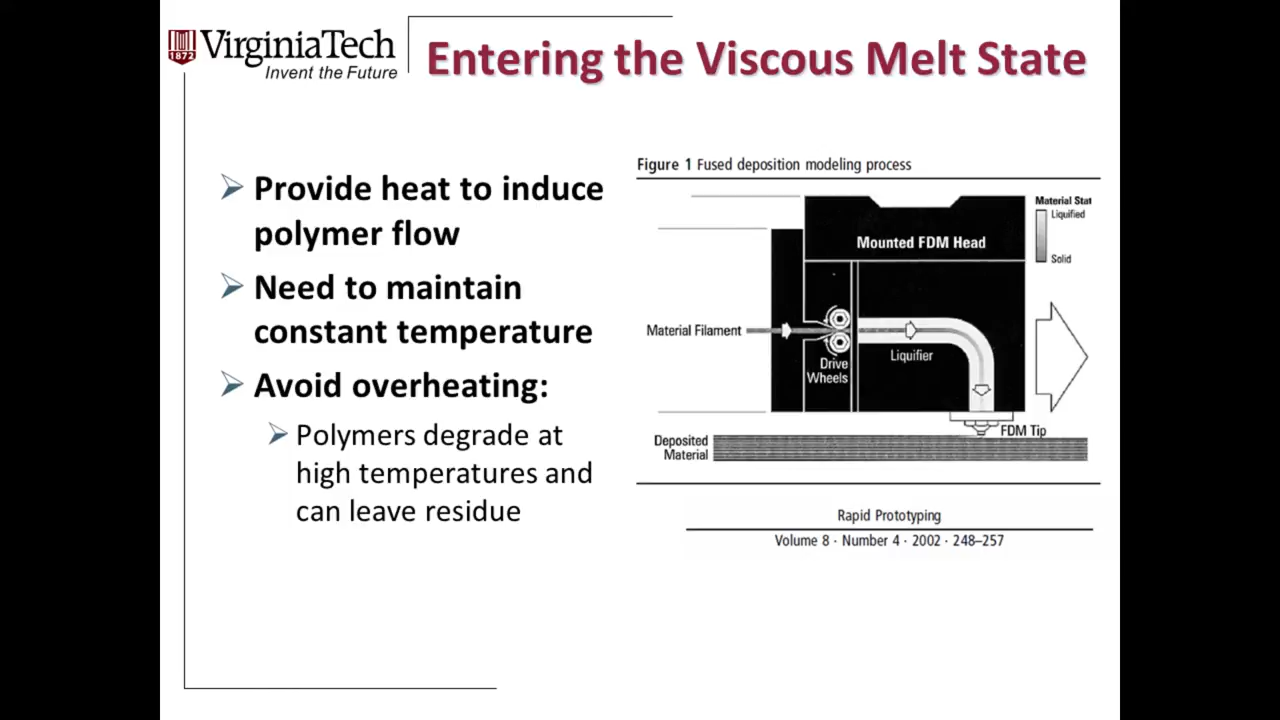 1872
VirginiaTech
Invent the Future
Entering the Viscous Melt State
Provide heat to induce
polymer flow
Need to maintain
constant temperature
Avoid overheating:
Polymers degrade at
high temperatures and
can leave residue
Figure 1 Fused deposition modeling process
Material Stat
Liquified
Solid
Mounted FDM Head
Material Filament
Drive
Wheels
Liquifier
FDM Tip
Deposited
Material
Rapid Prototyping
Volume 8 · Number 4 · 2002 · 248–257